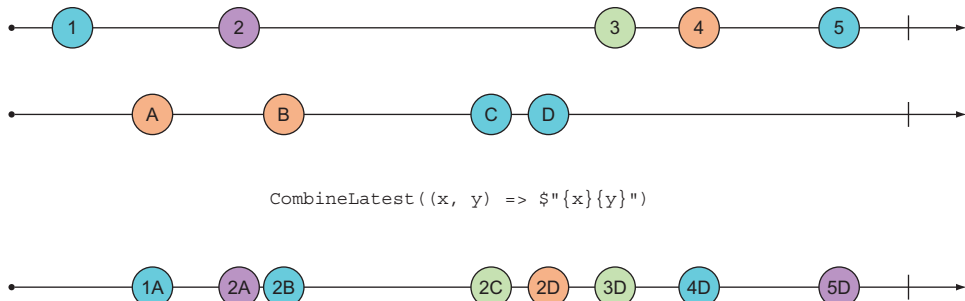 1 2 3 4 5
A B C D
CombineLatest((x, y) => $"{x}{y}")
1A 2A 2B 2C 2D 3D 4D 5D